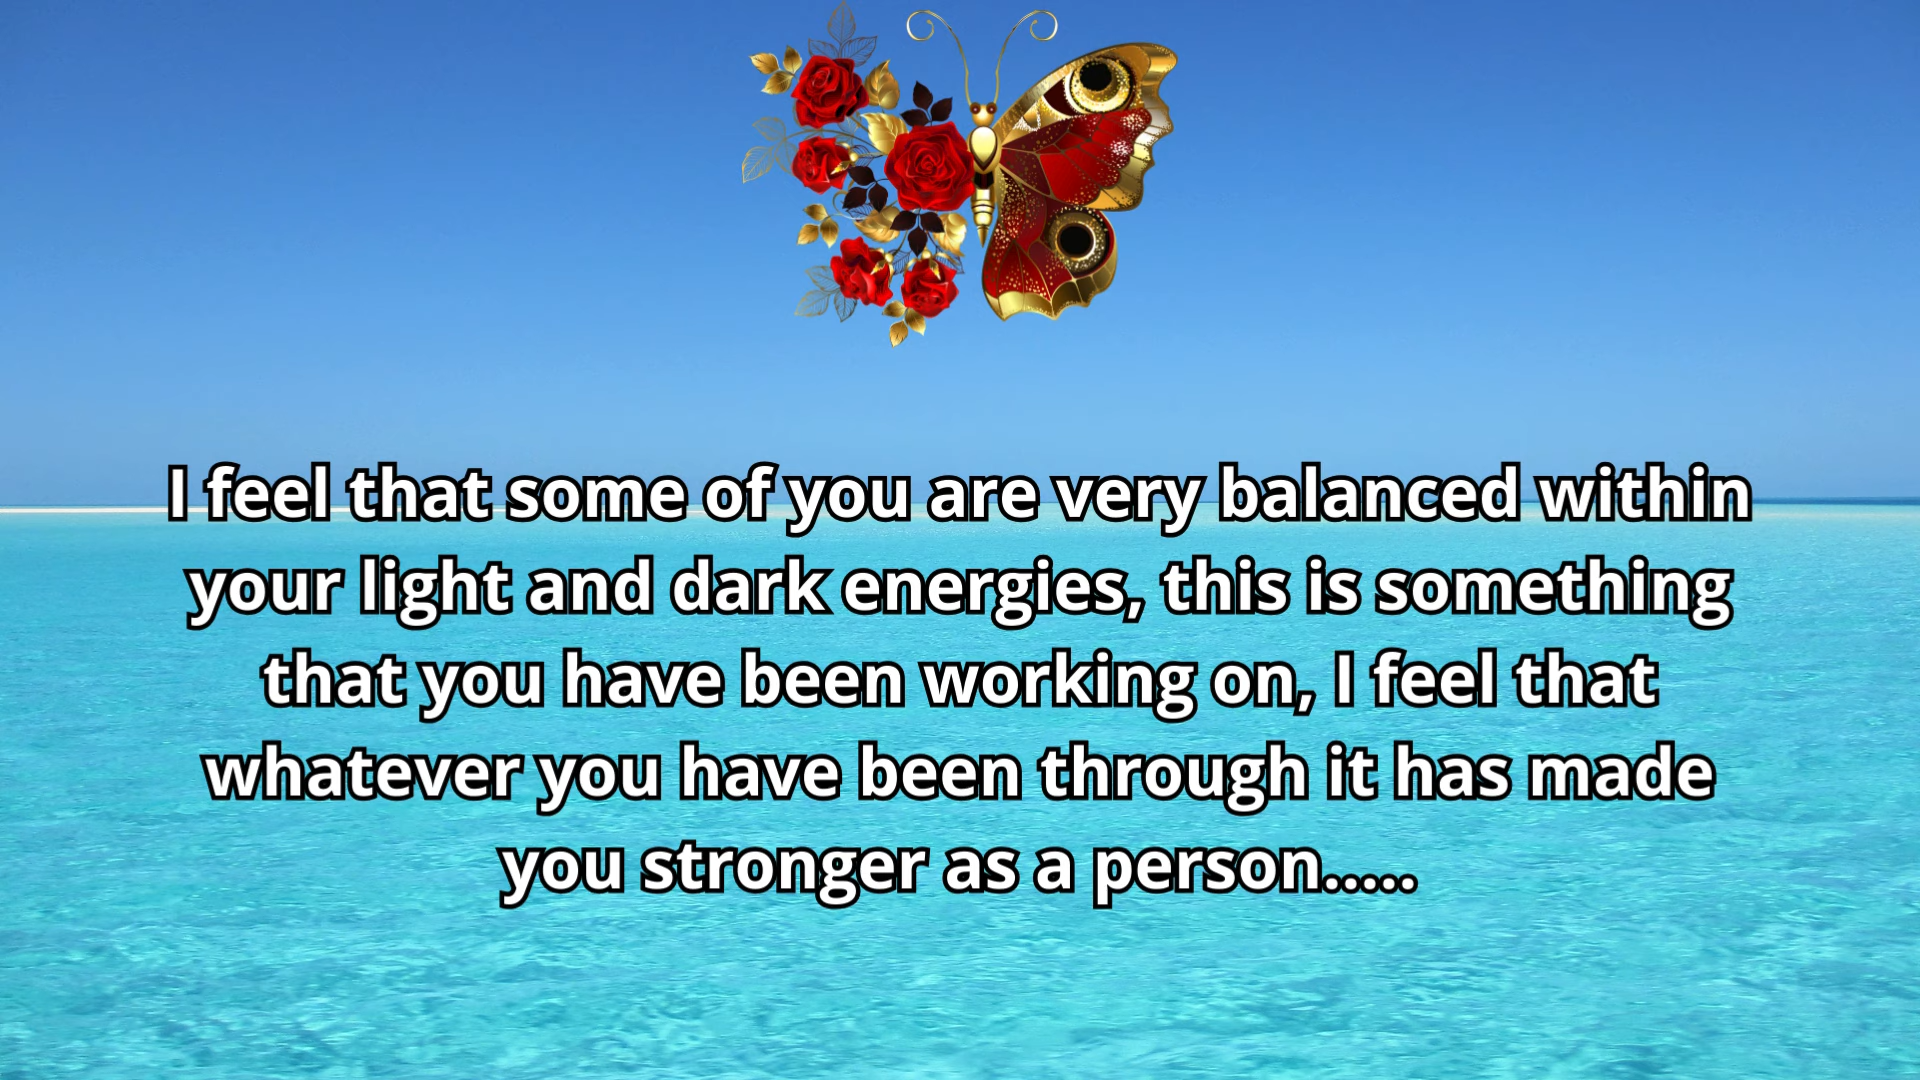 I feel that some of you are very balanced within
your light and dark energies, this is something
that you have been working on, I feel that
whatever you have been through it has made
you stronger as a person.....